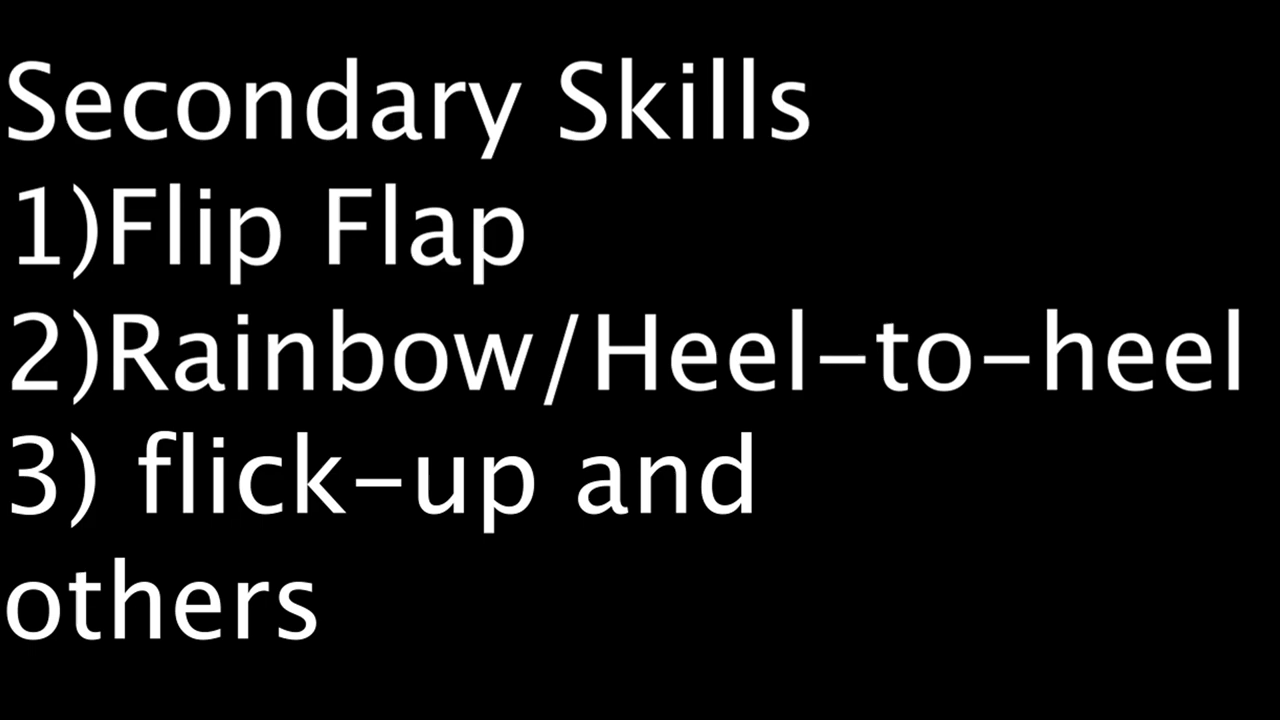 Secondary Skills
1)Flip Flap
2)Rainbow/Heel-to-heel
3) flick-up and
others